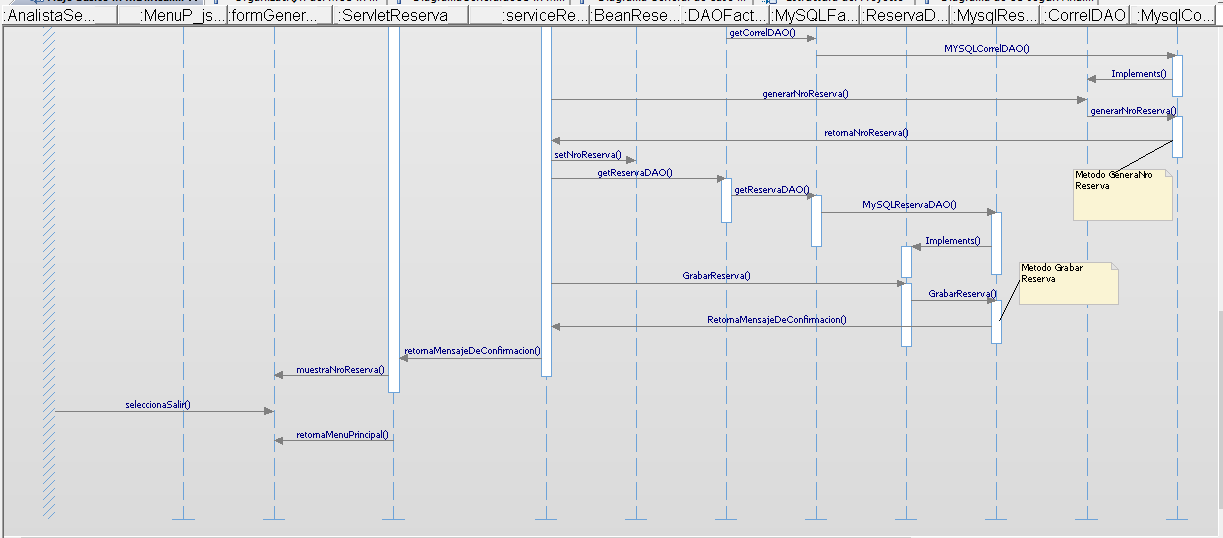 :AnalistaSe...
:MenuP_js...
:formGener...
:ServletReserva
:serviceRe...
:BeanRese...
:DAOFact...
:MySQLFa...
:ReservaD...
:MysqlRes...
:CorrelDAO
:MysqlCo...
getCorrelDAO()
MYSQLCorrelDAO()
Implements()
generarNroReserva()
generarNroReserva()
retornaNroReserva()
setNroReserva()
getReservaDAO()
Metodo GeneraNro
Reserva
getReservaDAO()
MySQLReservaDAO()
Implements()
Metodo Grabar
Reserva
GrabarReserva()
GrabarReserva()
RetornaMensajeDeConfirmacion()
retornaMensajeDeConfirmacion()
muestraNroReserva()
seleccionaSalir()
retornaMenuPrincipal()